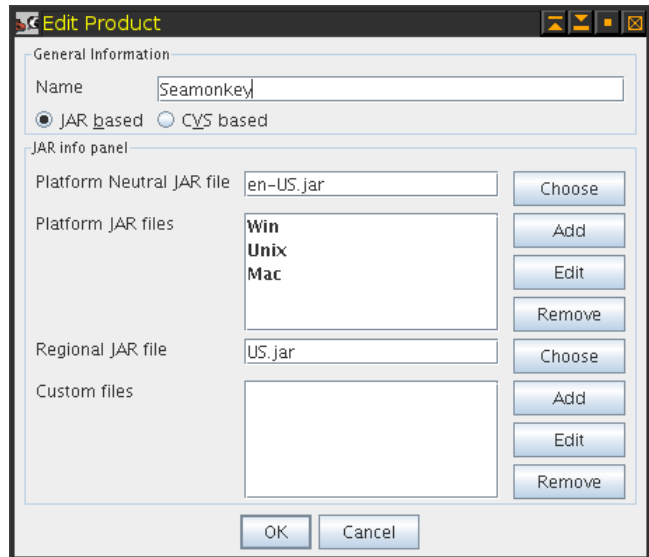 Edit Product
General Information
Name Seamonkey
JAR based CVS based
JAR info panel
Platform Neutral JAR file en-US.jar Choose
Platform JAR files Win Add
Unix
Mac Edit
Remove
Regional JAR file US.jar Choose
Custom files Add
Edit
Remove
OK Cancel